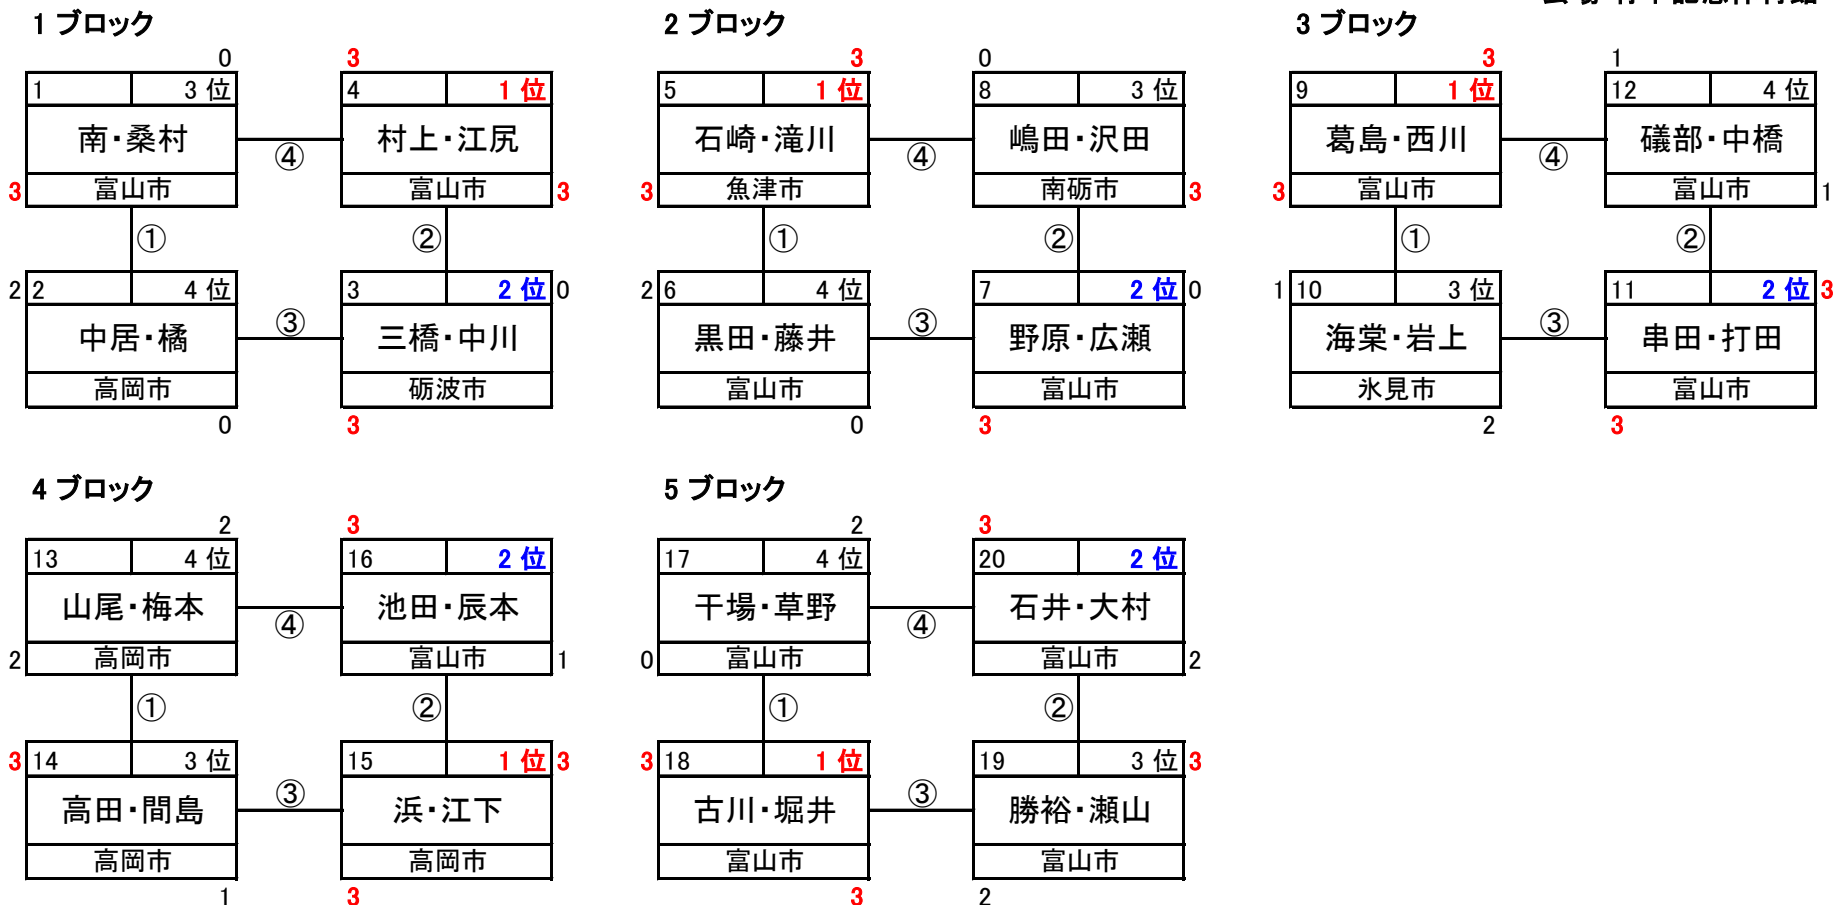 1 ブロック
2 ブロック
3 ブロック
0 3 3 0 3 1
1 3 位 4 1 位 5 1 位 8 3 位 9 1 位 12 4 位
南・桑村 ④ 村上・江尻 石崎・滝川 ④ 嶋田・沢田 葛島・西川 ④ 礒部・中橋
3 富山市 富山市 3 3 魚津市 南砺市 3 3 富山市 富山市 1
① ② ① ② ① ②
2 2 4 位 3 2 位 0 2 6 4 位 7 2 位 0 1 10 3 位 11 2 位 3
中居・橘 ③ 三橋・中川 黒田・藤井 ③ 野原・広瀬 海棠・岩上 ③ 串田・打田
高岡市 砺波市 富山市 富山市 氷見市 富山市
0 3 0 3 2 3
4 ブロック
5 ブロック
2 3 2 3
13 4 位 16 2 位 17 4 位 20 2 位
山尾・梅本 ④ 池田・辰本 干場・草野 ④ 石井・大村
2 高岡市 富山市 1 0 富山市 富山市 2
① ② ① ②
3 14 3 位 15 1 位 3 3 18 1 位 19 3 位 3
高田・間島 ③ 浜・江下 古川・堀井 ③ 勝裕・瀬山
高岡市 高岡市 富山市 富山市
1 3 3 2